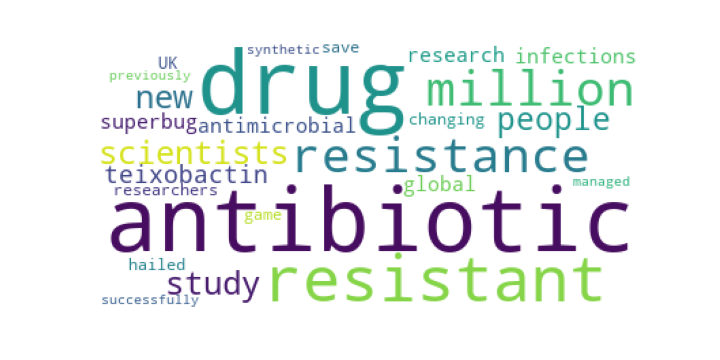 synthetic save
UK drug research infections
previously
new million
superbug antimicrobial changing people
scientists resistance
teixobactin global managed
researchers
antibiotic
game
hailed
study resistant
successfully